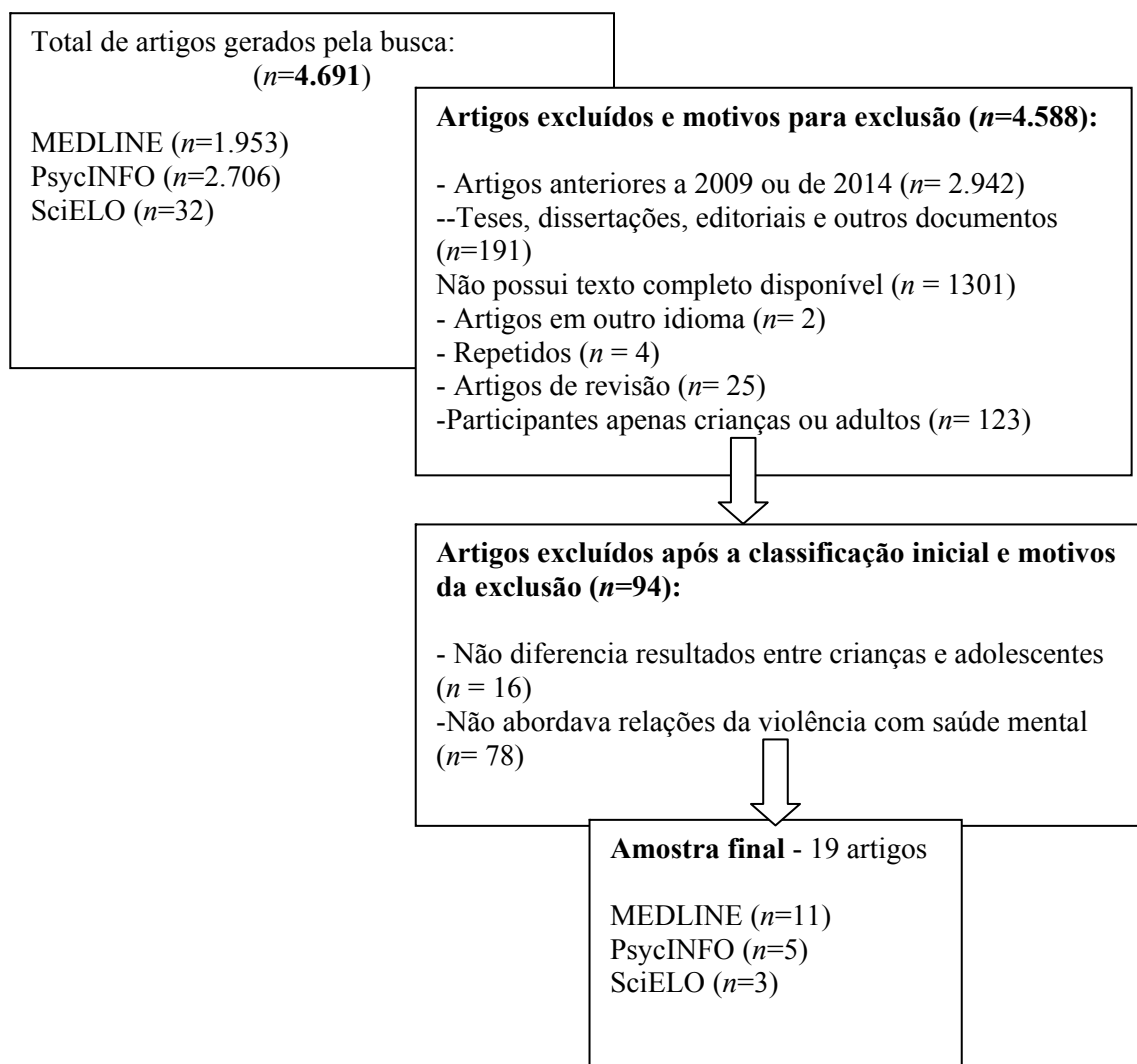 Total de artigos gerados pela busca:
(n=4.691)
MEDLINE (n=1.953)
PsycINFO (n=2.706)
SciELO (n=32)
Artigos excluídos e motivos para exclusão (n=4.588):
- Artigos anteriores a 2009 ou de 2014 (n= 2.942)
--Teses, dissertações, editoriais e outros documentos
(n=191)
Não possui texto completo disponível (n = 1301)
- Artigos em outro idioma (n= 2)
- Repetidos (n = 4)
- Artigos de revisão (n= 25)
-Participantes apenas crianças ou adultos (n= 123)
Artigos excluídos após a classificação inicial e motivos
da exclusão (n=94):
- Não diferencia resultados entre crianças e adolescentes
(n = 16)
-Não abordava relações da violência com saúde mental
(n= 78)
Amostra final - 19 artigos
MEDLINE (n=11)
PsycINFO (n=5)
SciELO (n=3)